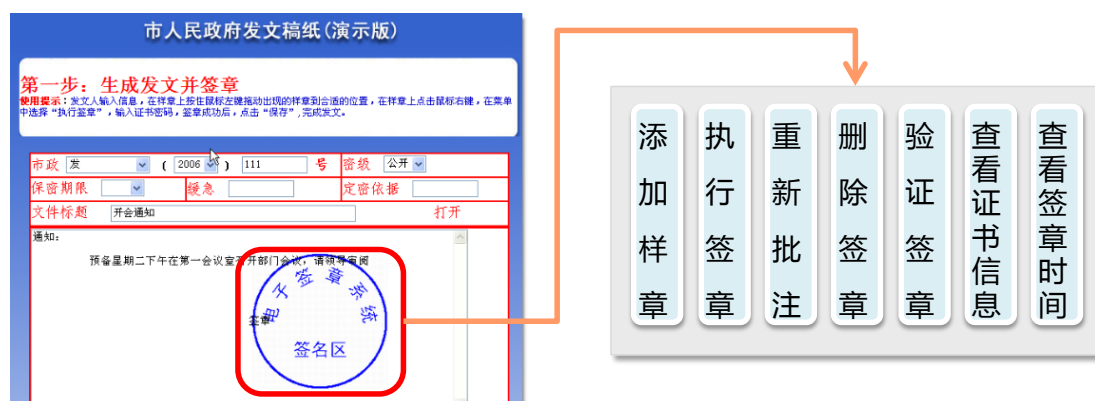 市人民政府发文稿纸(演示版)
第一步：生成发文并签章
使用提示：发文人输入信息，在样章上按住鼠标左键拖动出现的样章到合适的位置，在样章上点击鼠标右键，在菜单
中选择“执行签章”，输入证书密码，签章成功后，点击“保存”,完成发文。
市政 发 ( 2006 ) 111 号 密级 公开
保密期限 缓急 定密依据
文件标题 开会通知 打开
通知:
预备星期二下午在第一会议室召开部门会议，请领导审阅
电子签章系统
签章
签名区
添加样章
执行签章
重新批注
删除签章
验证签章
查看证书信息
查看签章时间